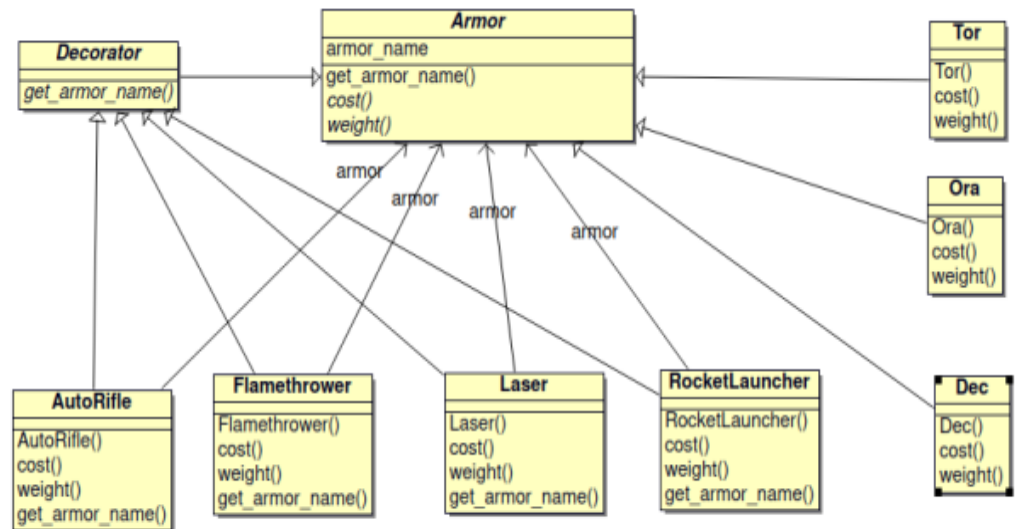 Armor
armor_name
get_armor_name()
cost()
weight()
Decorator
get_armor_name()
Tor
Tor()
cost()
weight()
Ora
Ora()
cost()
weight()
armor
armor
armor
armor
AutoRifle
AutoRifle()
cost()
weight()
get_armor_name()
Flamethrower
Flamethrower()
cost()
weight()
get_armor_name()
Laser
Laser()
cost()
weight()
get_armor_name()
RocketLauncher
RocketLauncher()
cost()
weight()
get_armor_name()
Dec
Dec()
cost()
weight()